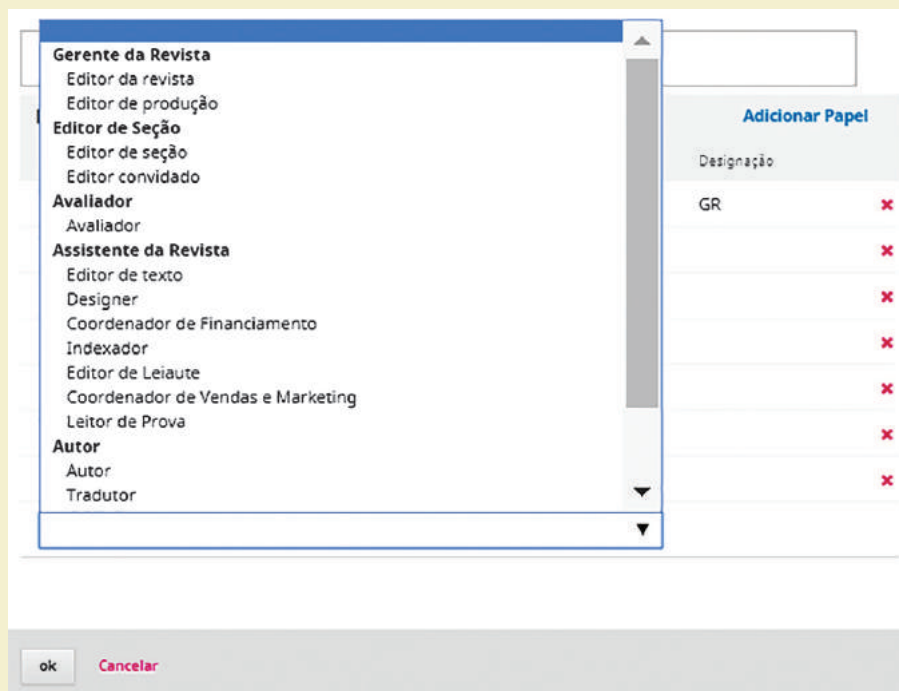 Gerente da Revista
Editor da revista
Editor de produção
Editor de Seção
Editor de seção
Editor convidado
Avaliador
Avaliador
Assistente da Revista
Editor de texto
Designer
Coordenador de Financiamento
Indexador
Editor de Leiaute
Coordenador de Vendas e Marketing
Leitor de Prova
Autor
Autor
Tradutor
Adicionar Papel
Designação
GR
ok Cancelar